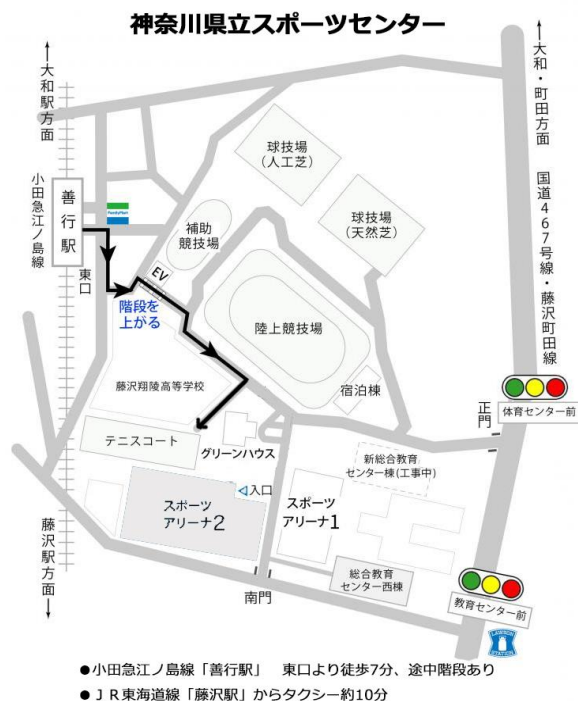 神奈川県立スポーツセンター
←大和駅方面
小田急江ノ島線
善行駅
東口
FamilyMart
階段を
上がる
EV
補助
競技場
球技場
(人工芝)
球技場
(天然芝)
陸上競技場
宿泊棟
←大和・町田方面
国道467号線・藤沢町田線
体育センター前
正門
藤沢翔陵高等学校
テニスコート
グリーンハウス
新総合教育
センター棟(工事中)
入口
スポーツ
アリーナ2
スポーツ
アリーナ1
総合教育
センター西棟
南門
教育センター前
LAWSON
STATION
藤沢駅方面→
●小田急江ノ島線「善行駅」 東口より徒歩7分、途中階段あり
●JR東海道線「藤沢駅」からタクシー約10分